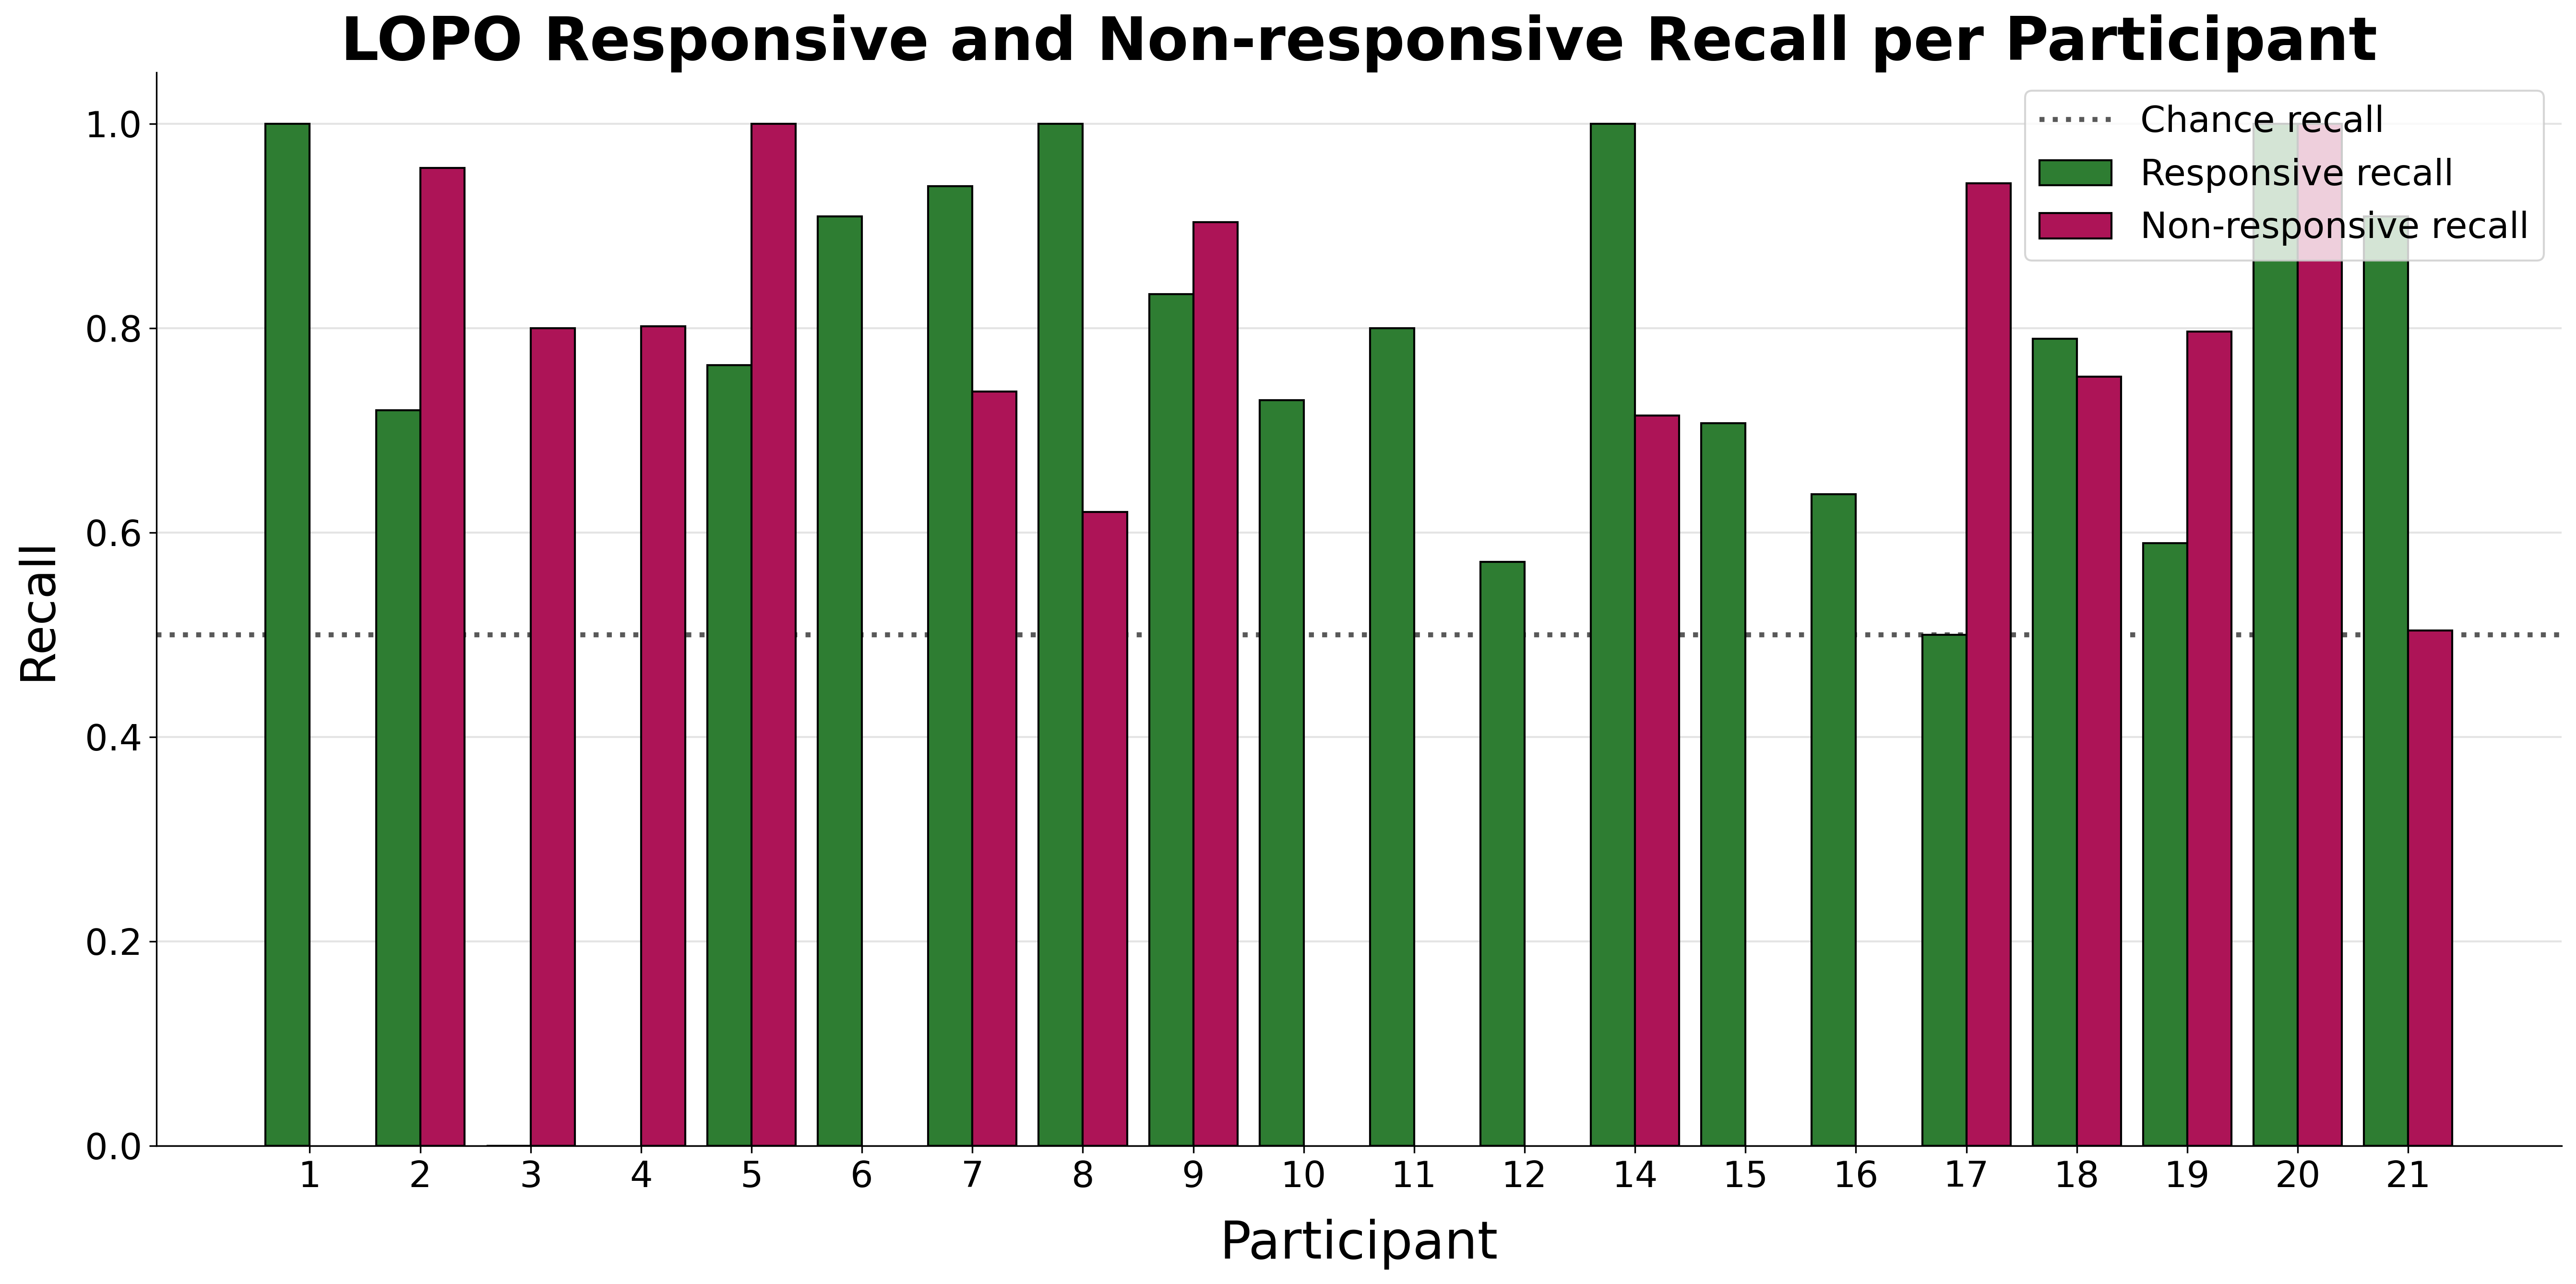 LOPO Responsive and Non-responsive Recall per Participant
Chance recall
Responsive recall
Non-responsive recall
1.0
0.8
0.6
0.4
0.2
0.0
Recall
1 2 3 4 5 6 7 8 9 10 11 12 14 15 16 17 18 19 20 21
Participant